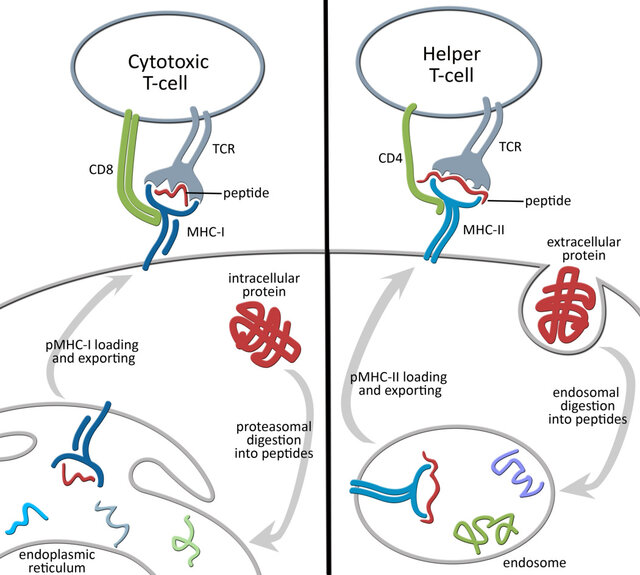 Cytotoxic
T-cell
CD8
TCR
peptide
MHC-I
intracellular
protein
pMHC-I loading
and exporting
proteasomal
digestion
into peptides
endoplasmic
reticulum
Helper
T-cell
CD4
TCR
peptide
MHC-II
extracellular
protein
pMHC-II loading
and exporting
endosomal
digestion
into peptides
endosome